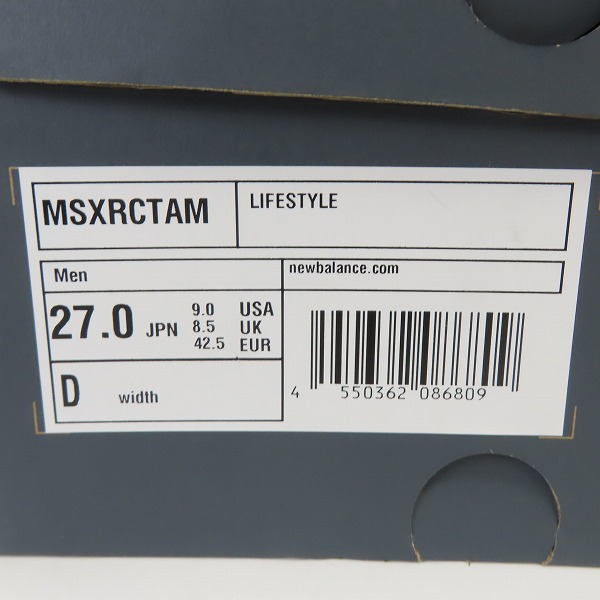 MSXRCTAM
LIFESTYLE
Men
newbalance.com
27.0 JPN
9.0 USA
8.5 UK
42.5 EUR
D width
4 550362 086809